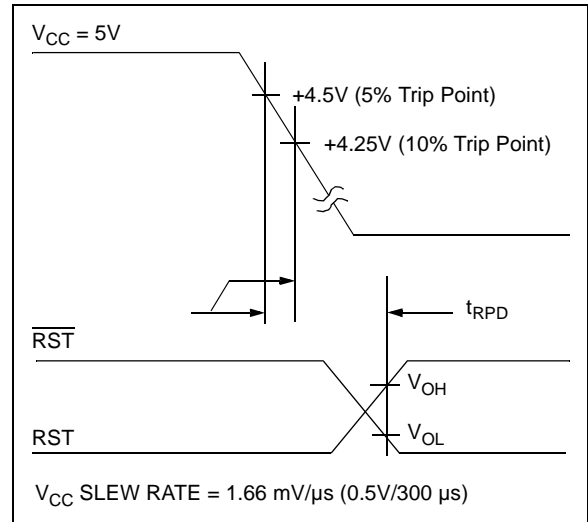 V_CC = 5V
+4.5V (5% Trip Point)
+4.25V (10% Trip Point)
t_RPD
R̅S̅T̅
V_OH
RST
V_OL
V_CC SLEW RATE = 1.66 mV/µs (0.5V/300 µs)